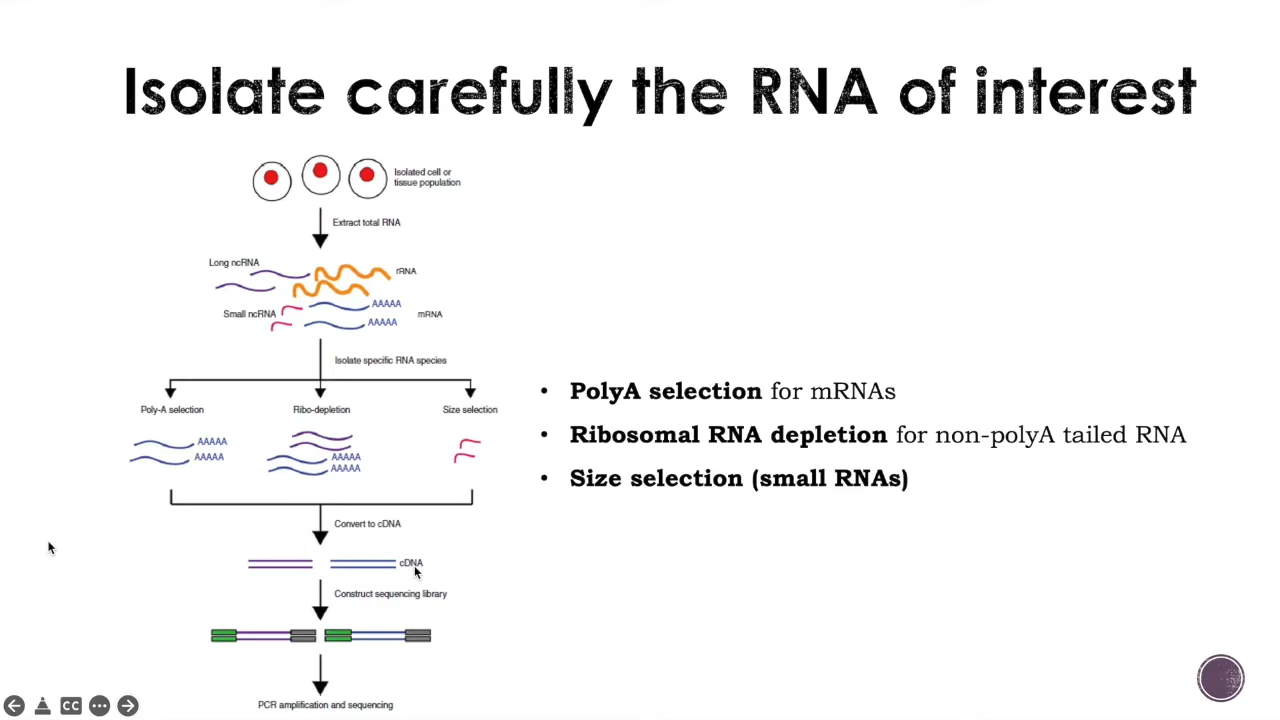 Isolate carefully the RNA of interest
Isolated cell or
tissue population
Extract total RNA
Long ncRNA
rRNA
Small ncRNA
AAAAA
mRNA
AAAAA
Isolate specific RNA species
Poly-A selection
Ribo-depletion
Size selection
AAAAA
AAAAA
AAAAA
AAAAA
Convert to cDNA
cDNA
Construct sequencing library
PCR amplification and sequencing
• PolyA selection for mRNAs
• Ribosomal RNA depletion for non-polyA tailed RNA
• Size selection (small RNAs)
CC